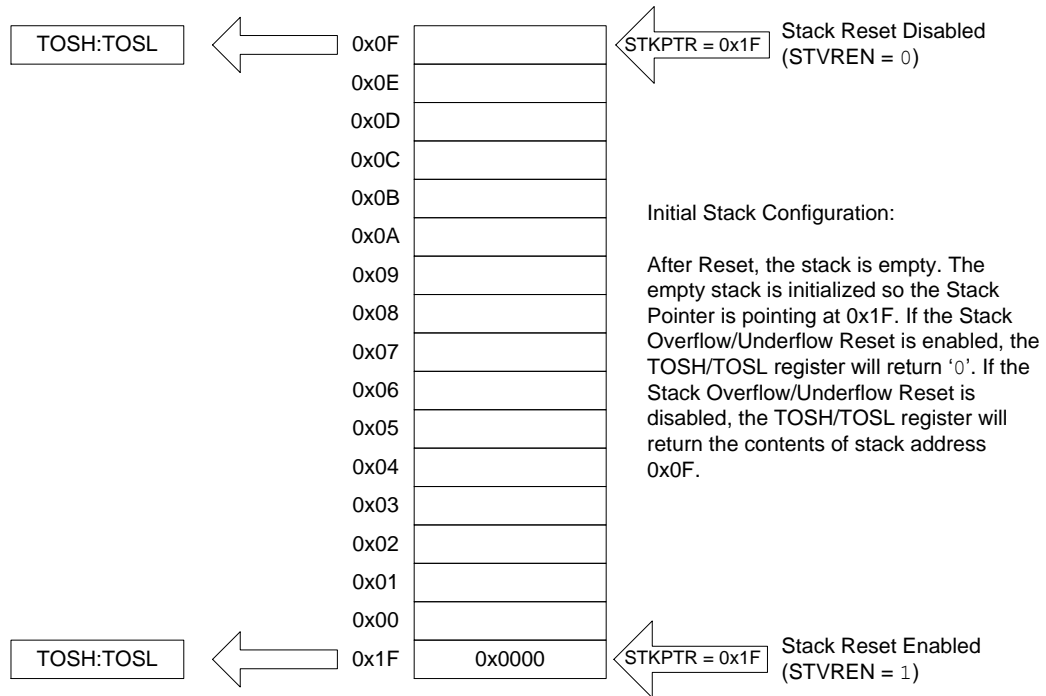 TOSH:TOSL
0x0F
STKPTR = 0x1F
Stack Reset Disabled
(STVREN = 0)
0x0E
0x0D
0x0C
0x0B
0x0A
0x09
0x08
0x07
0x06
0x05
0x04
0x03
0x02
0x01
0x00
Initial Stack Configuration:
After Reset, the stack is empty. The
empty stack is initialized so the Stack
Pointer is pointing at 0x1F. If the Stack
Overflow/Underflow Reset is enabled, the
TOSH/TOSL register will return ‘0’. If the
Stack Overflow/Underflow Reset is
disabled, the TOSH/TOSL register will
return the contents of stack address
0x0F.
TOSH:TOSL
0x1F
0x0000
STKPTR = 0x1F
Stack Reset Enabled
(STVREN = 1)